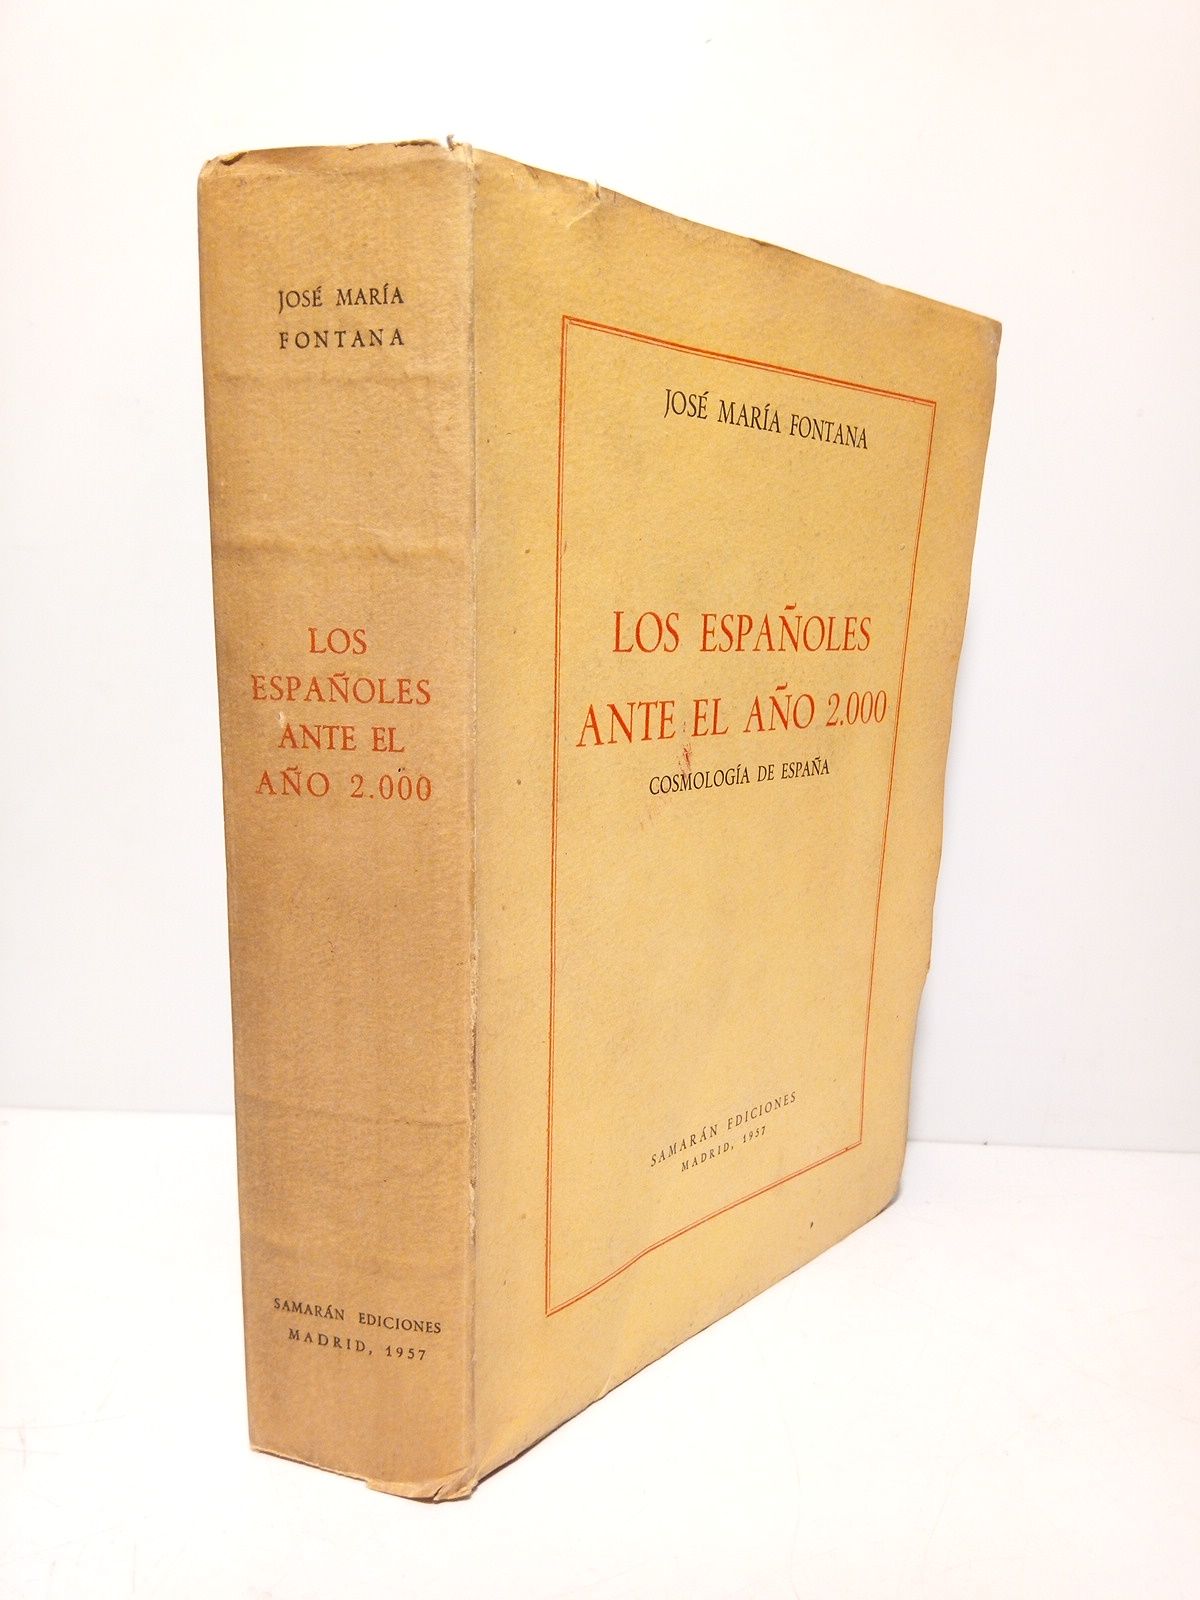 JOSÉ MARÍA
FONTANA
LOS
ESPAÑOLES
ANTE EL
AÑO 2.000
SAMARÁN EDICIONES
MADRID, 1957
JOSÉ MARÍA FONTANA
LOS ESPAÑOLES
ANTE EL AÑO 2.000
COSMOLOGÍA DE ESPAÑA
SAMARÁN EDICIONES
MADRID, 1957